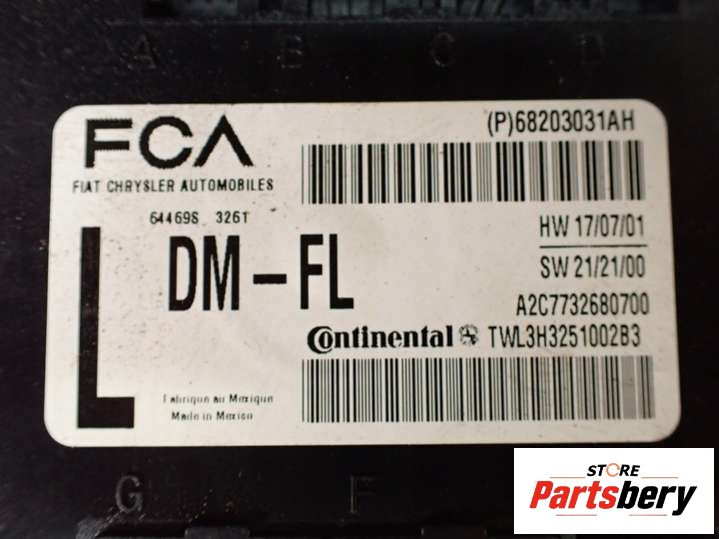 A B C D
FCA
(P)68203031AH
FIAT CHRYSLER AUTOMOBILES
64469S 326T
L
DM-FL
HW 17/07/01
SW 21/21/00
A2C7732680700
Continental TWL3H3251002B3
Fabrique au Mexique
Made in Mexico
G F
STORE
Partsbery